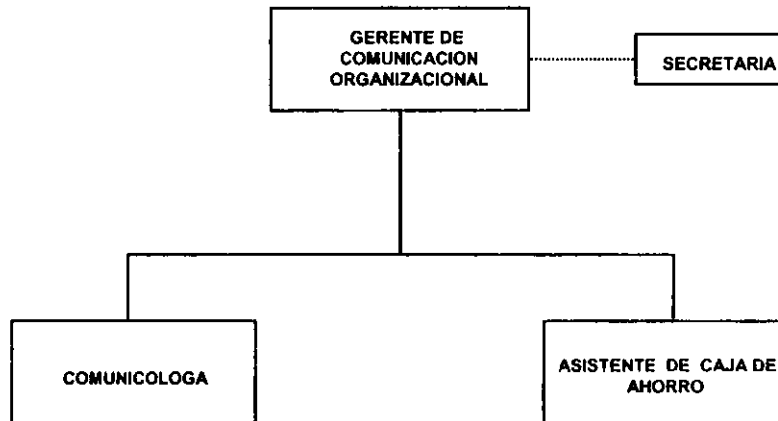 GERENTE DE
COMUNICACION
ORGANIZACIONAL
SECRETARIA
COMUNICOLOGA
ASISTENTE DE CAJA DE
AHORRO